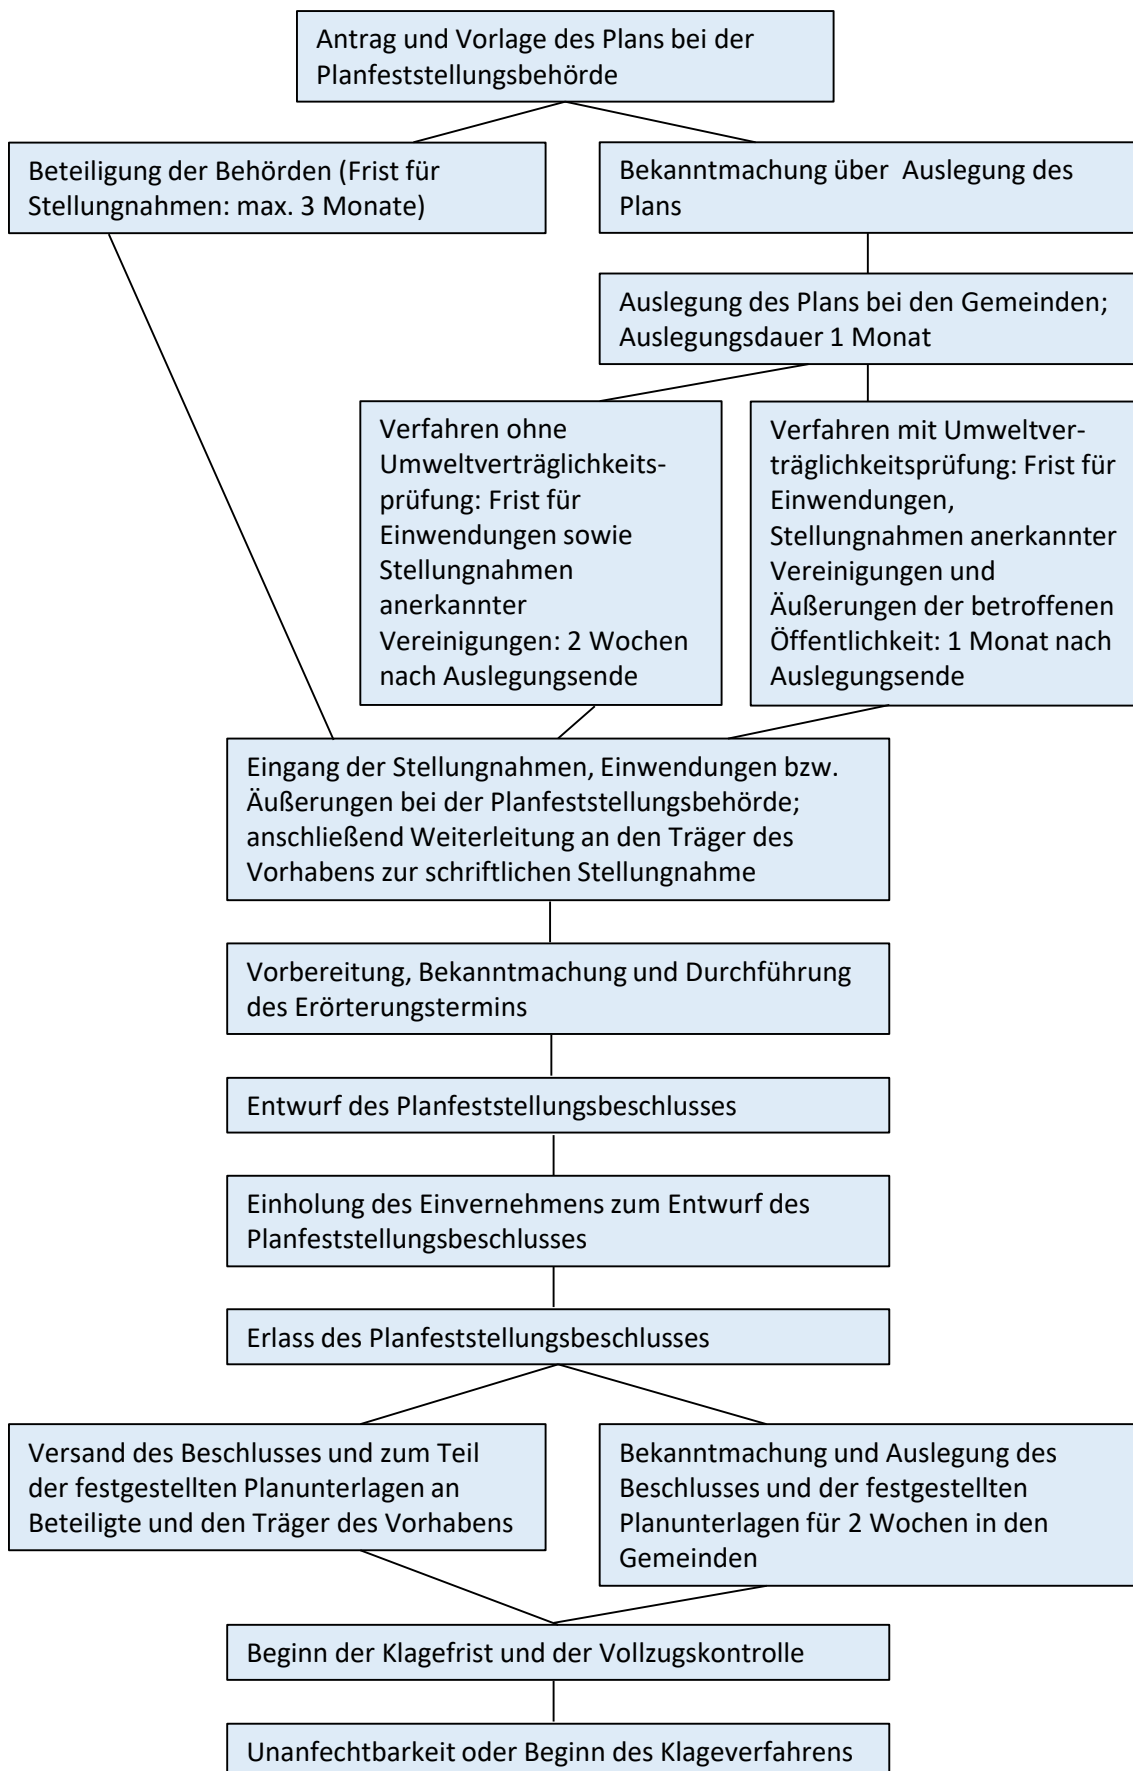 Antrag und Vorlage des Plans bei der
Planfeststellungsbehörde
Beteiligung der Behörden (Frist für
Stellungnahmen: max. 3 Monate)
Bekanntmachung über  Auslegung des
Plans
Auslegung des Plans bei den Gemeinden;
Auslegungsdauer 1 Monat
Verfahren ohne
Umweltverträglichkeits-
prüfung: Frist für
Einwendungen sowie
Stellungnahmen
anerkannter
Vereinigungen: 2 Wochen
nach Auslegungsende
Verfahren mit Umweltver-
träglichkeitsprüfung: Frist für
Einwendungen,
Stellungnahmen anerkannter
Vereinigungen und
Äußerungen der betroffenen
Öffentlichkeit: 1 Monat nach
Auslegungsende
Eingang der Stellungnahmen, Einwendungen bzw.
Äußerungen bei der Planfeststellungsbehörde;
anschließend Weiterleitung an den Träger des
Vorhabens zur schriftlichen Stellungnahme
Vorbereitung, Bekanntmachung und Durchführung
des Erörterungstermins
Entwurf des Planfeststellungsbeschlusses
Einholung des Einvernehmens zum Entwurf des
Planfeststellungsbeschlusses
Erlass des Planfeststellungsbeschlusses
Versand des Beschlusses und zum Teil
der festgestellten Planunterlagen an
Beteiligte und den Träger des Vorhabens
Bekanntmachung und Auslegung des
Beschlusses und der festgestellten
Planunterlagen für 2 Wochen in den
Gemeinden
Beginn der Klagefrist und der Vollzugskontrolle
Unanfechtbarkeit oder Beginn des Klageverfahrens